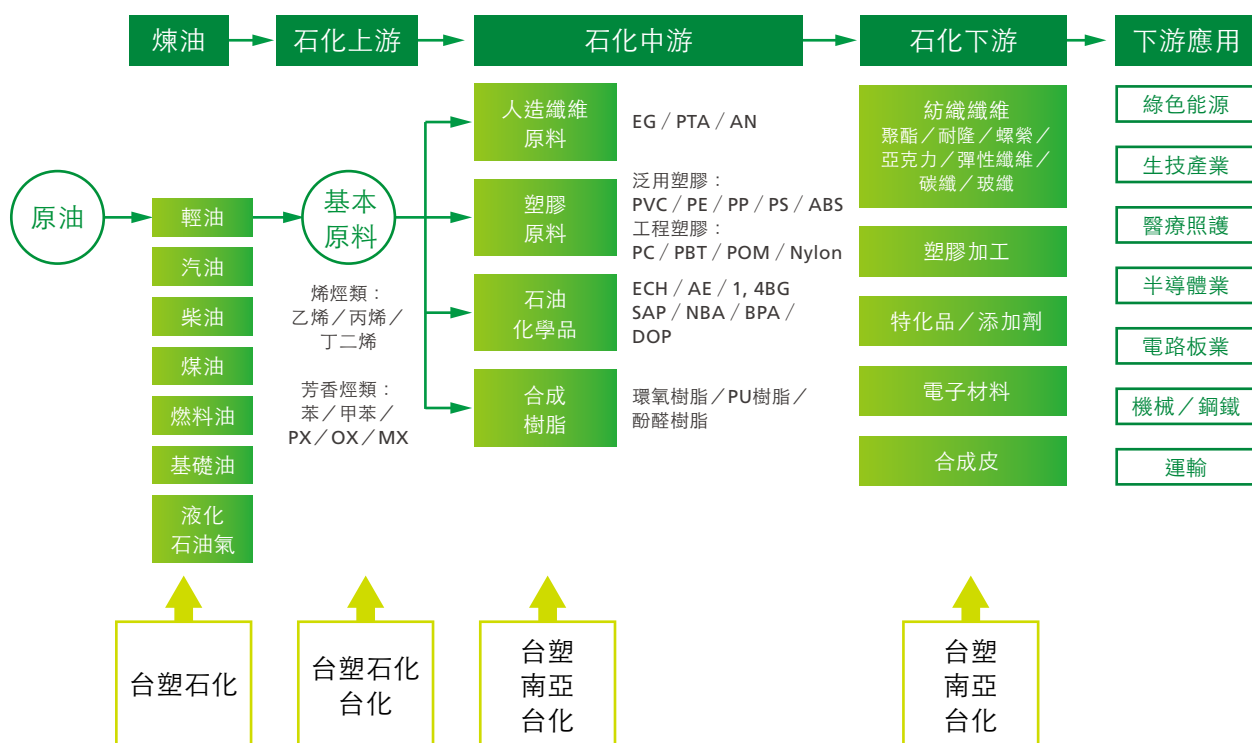 煉油
石化上游
石化中游
石化下游
下游應用
原油
輕油
汽油
柴油
煤油
燃料油
基礎油
液化
石油氣
基本
原料
烯烴類：
乙烯／丙烯／
丁二烯
芳香烴類：
苯／甲苯／
PX／OX／MX
人造纖維
原料
EG／PTA／AN
塑膠
原料
泛用塑膠：
PVC／PE／PP／PS／ABS
工程塑膠：
PC／PBT／POM／Nylon
石油
化學品
ECH／AE／1, 4BG
SAP／NBA／BPA／
DOP
合成
樹脂
環氧樹脂／PU樹脂／
酚醛樹脂
紡織纖維
聚酯／耐隆／螺縈／
亞克力／彈性纖維／
碳纖／玻纖
塑膠加工
特化品／添加劑
電子材料
合成皮
綠色能源
生技產業
醫療照護
半導體業
電路板業
機械／鋼鐵
運輸
台塑石化
台塑石化
台化
台塑
南亞
台化
台塑
南亞
台化